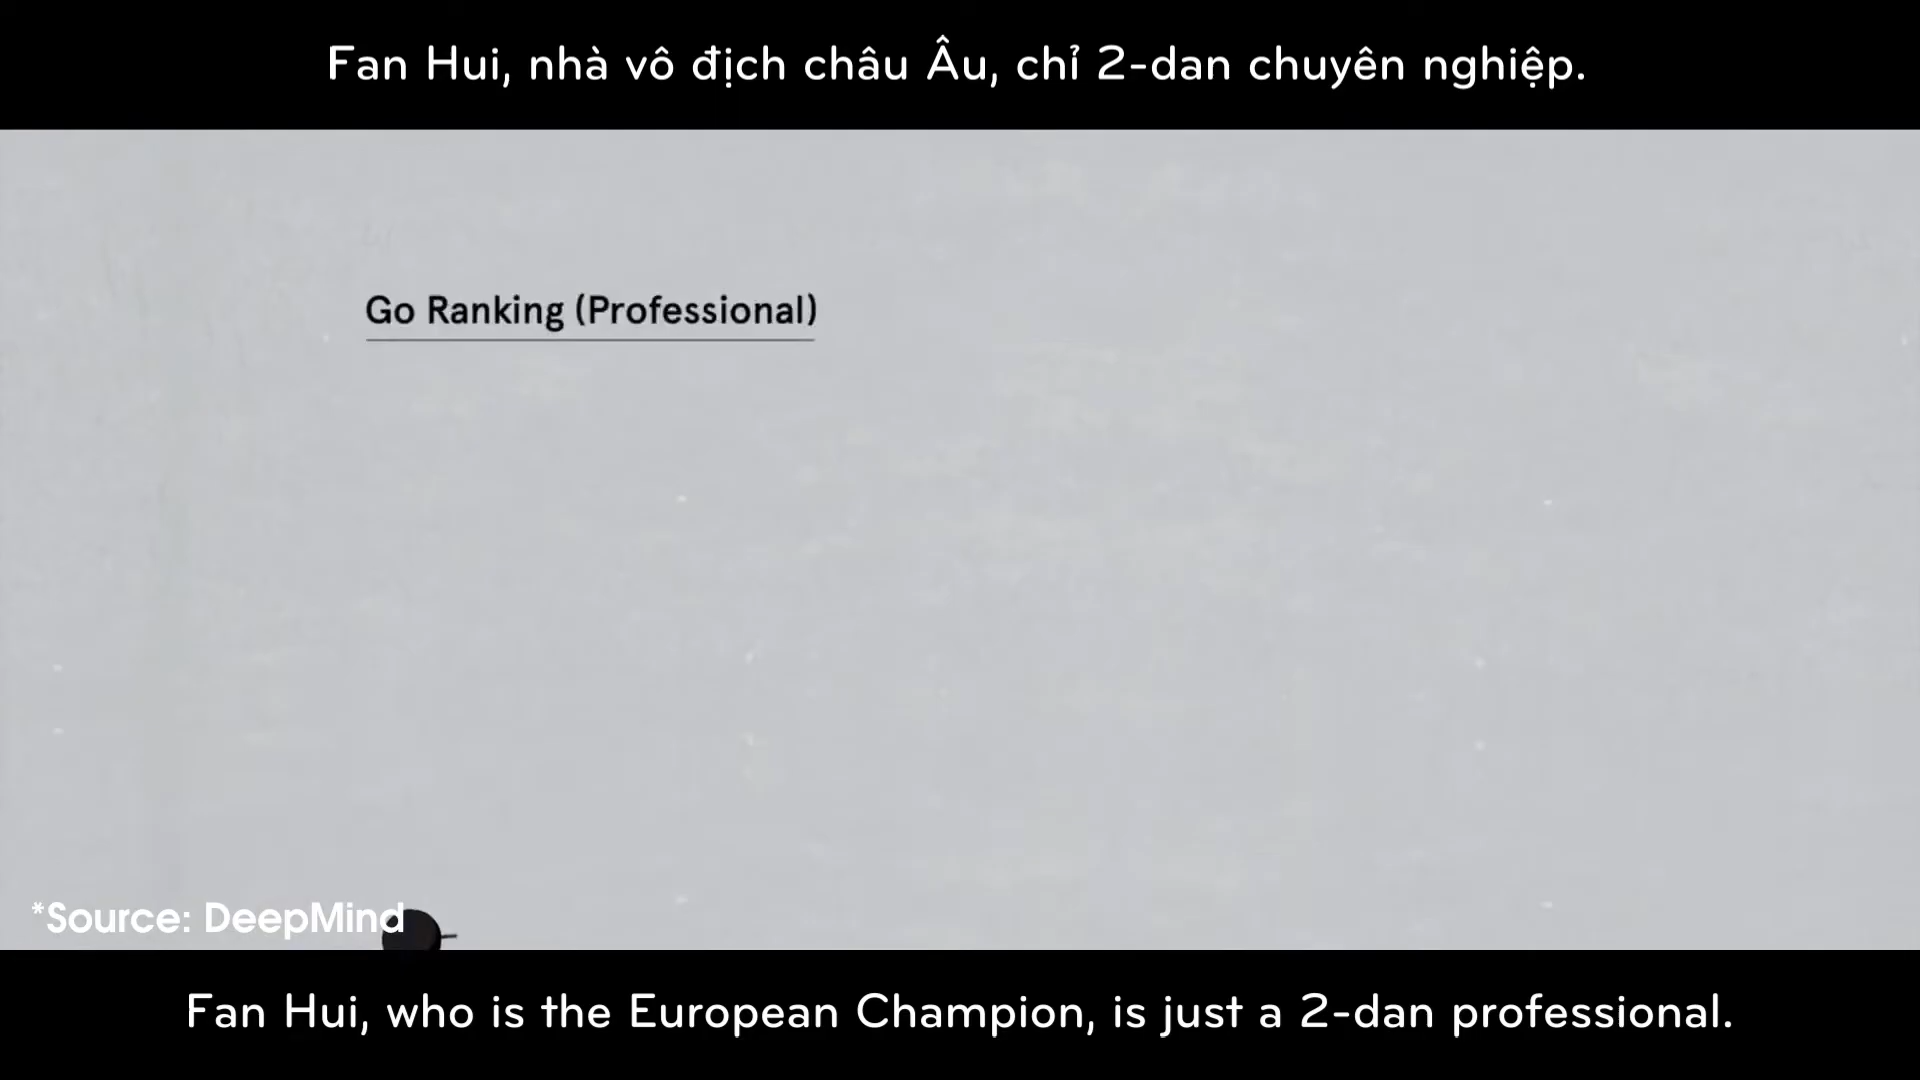 Fan Hui, nhà vô địch châu Âu, chỉ 2-dan chuyên nghiệp.
Go Ranking (Professional)
*Source: DeepMind
Fan Hui, who is the European Champion, is just a 2-dan professional.